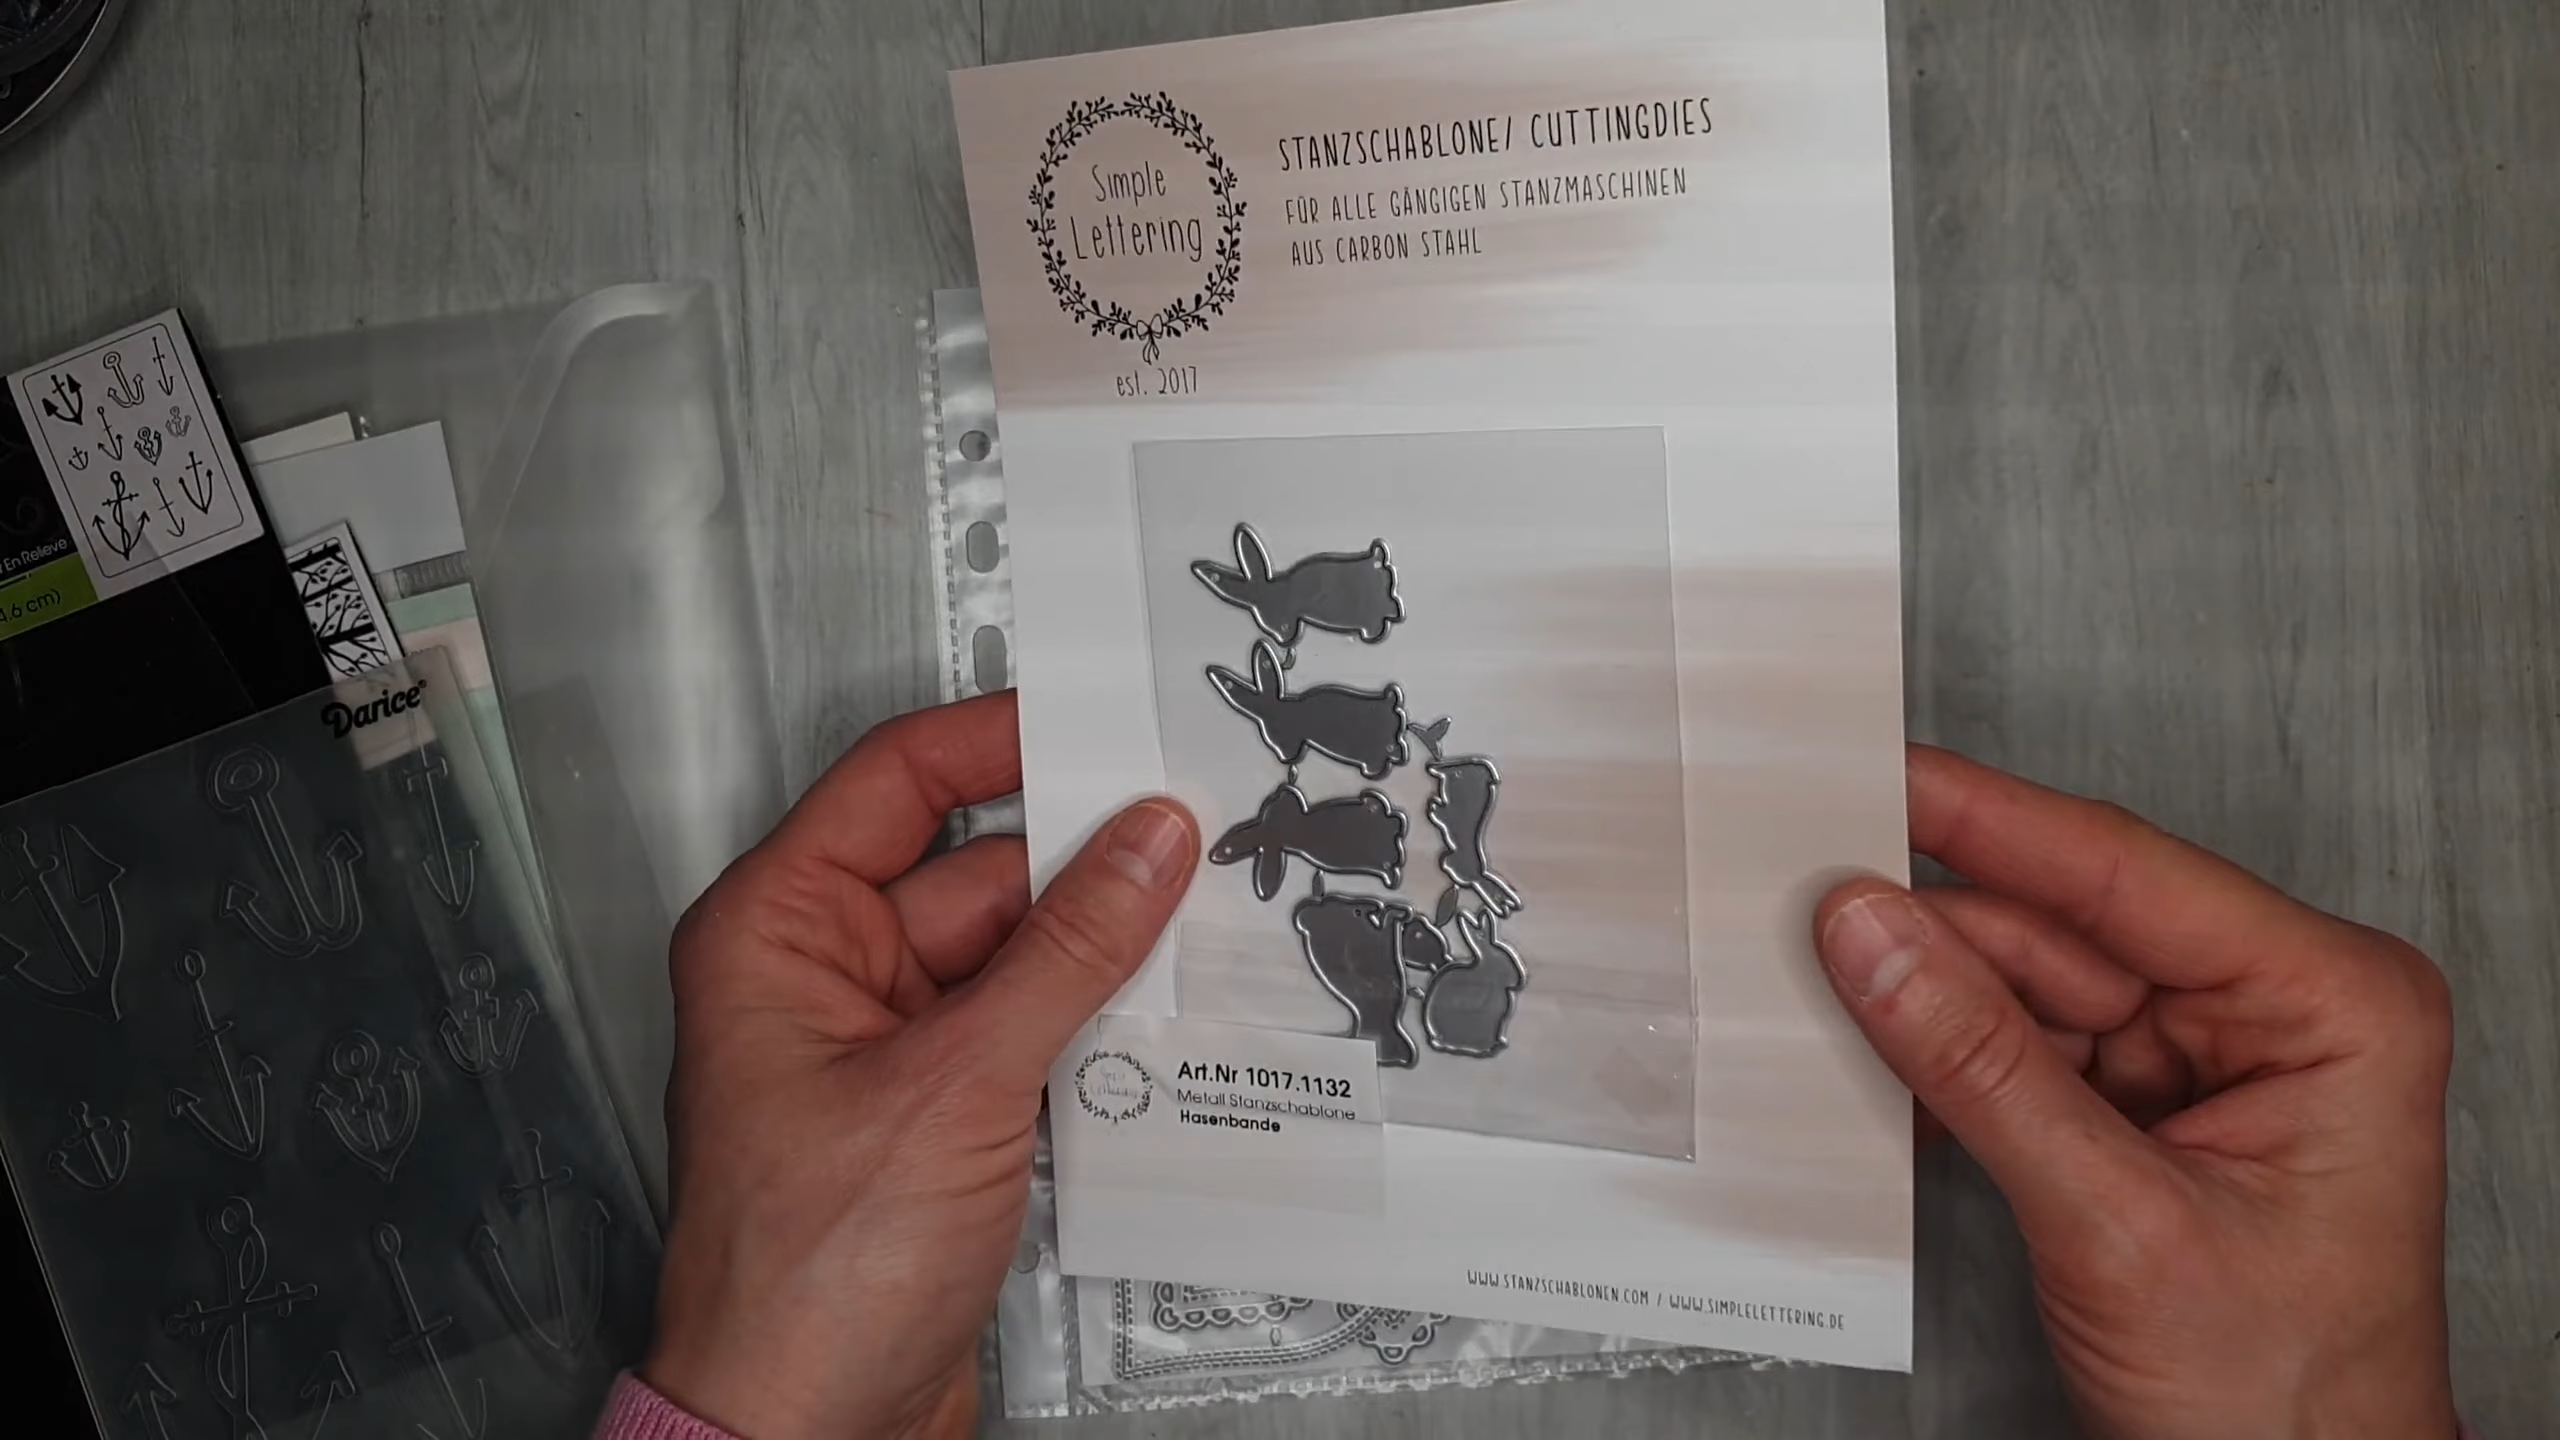 Simple
Lettering
est. 2017
STANZSCHABLONE/ CUTTINGDIES
FÜR ALLE GÄNGIGEN STANZMASCHINEN
AUS CARBON STAHL
En Relieve
4.6 cm)
Darice®
Art.Nr 1017.1132
Metall Stanzschablone
Hasenbande
WWW.STANZSCHABLONEN.COM / WWW.SIMPLELETTERING.DE